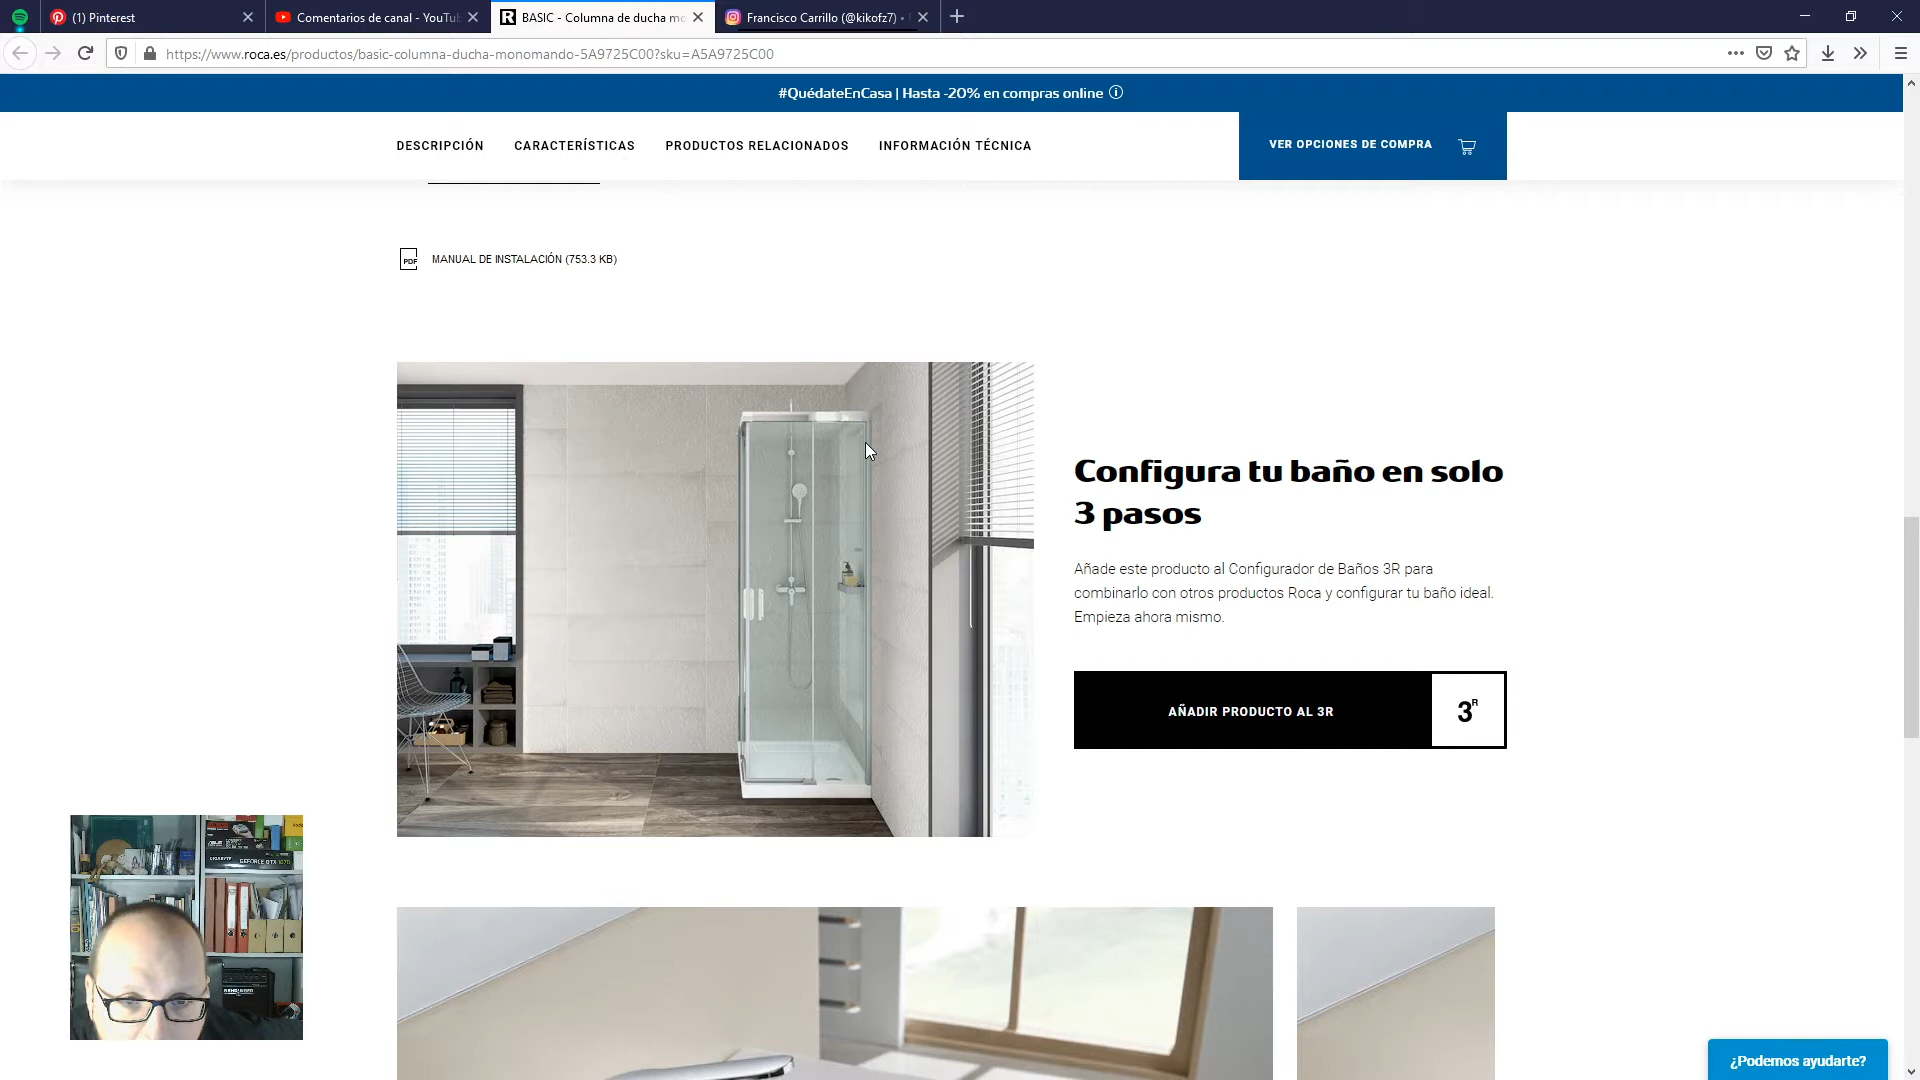 (1) Pinterest
Comentarios de canal - YouTu
BASIC - Columna de ducha mo
Francisco Carrillo (@kikofz7) •
https://www.roca.es/productos/basic-columna-ducha-monomando-5A9725C00?sku=A5A9725C00
#QuédateEnCasa | Hasta -20% en compras online
DESCRIPCIÓN
CARACTERÍSTICAS
PRODUCTOS RELACIONADOS
INFORMACIÓN TÉCNICA
VER OPCIONES DE COMPRA
PDF
MANUAL DE INSTALACIÓN (753.3 KB)
Configura tu baño en solo
3 pasos
Añade este producto al Configurador de Baños 3R para
combinarlo con otros productos Roca y configurar tu baño ideal.
Empieza ahora mismo.
AÑADIR PRODUCTO AL 3R
3R
GIGABYTE
GEFORCE GTX 1070
¿Podemos ayudarte?